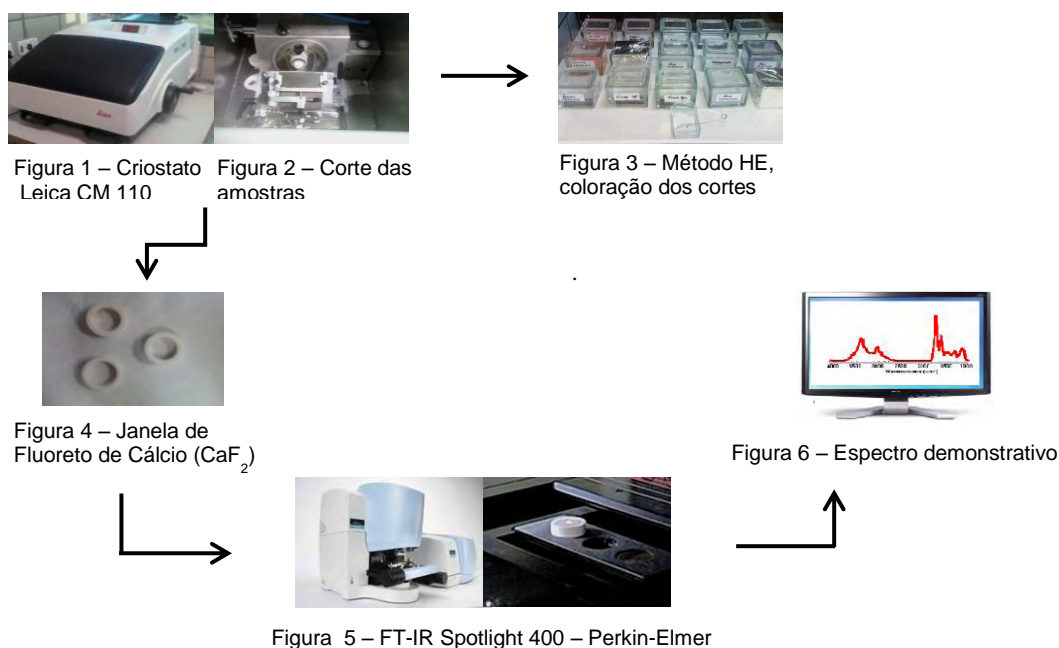 Figura 1 – Criostato
Leica CM 110
Figura 2 – Corte das
amostras
Figura 3 – Método HE,
coloração dos cortes
Figura 4 – Janela de
Fluoreto de Cálcio (CaF2)
Figura 5 – FT-IR Spotlight 400 – Perkin-Elmer
Figura 6 – Espectro demonstrativo